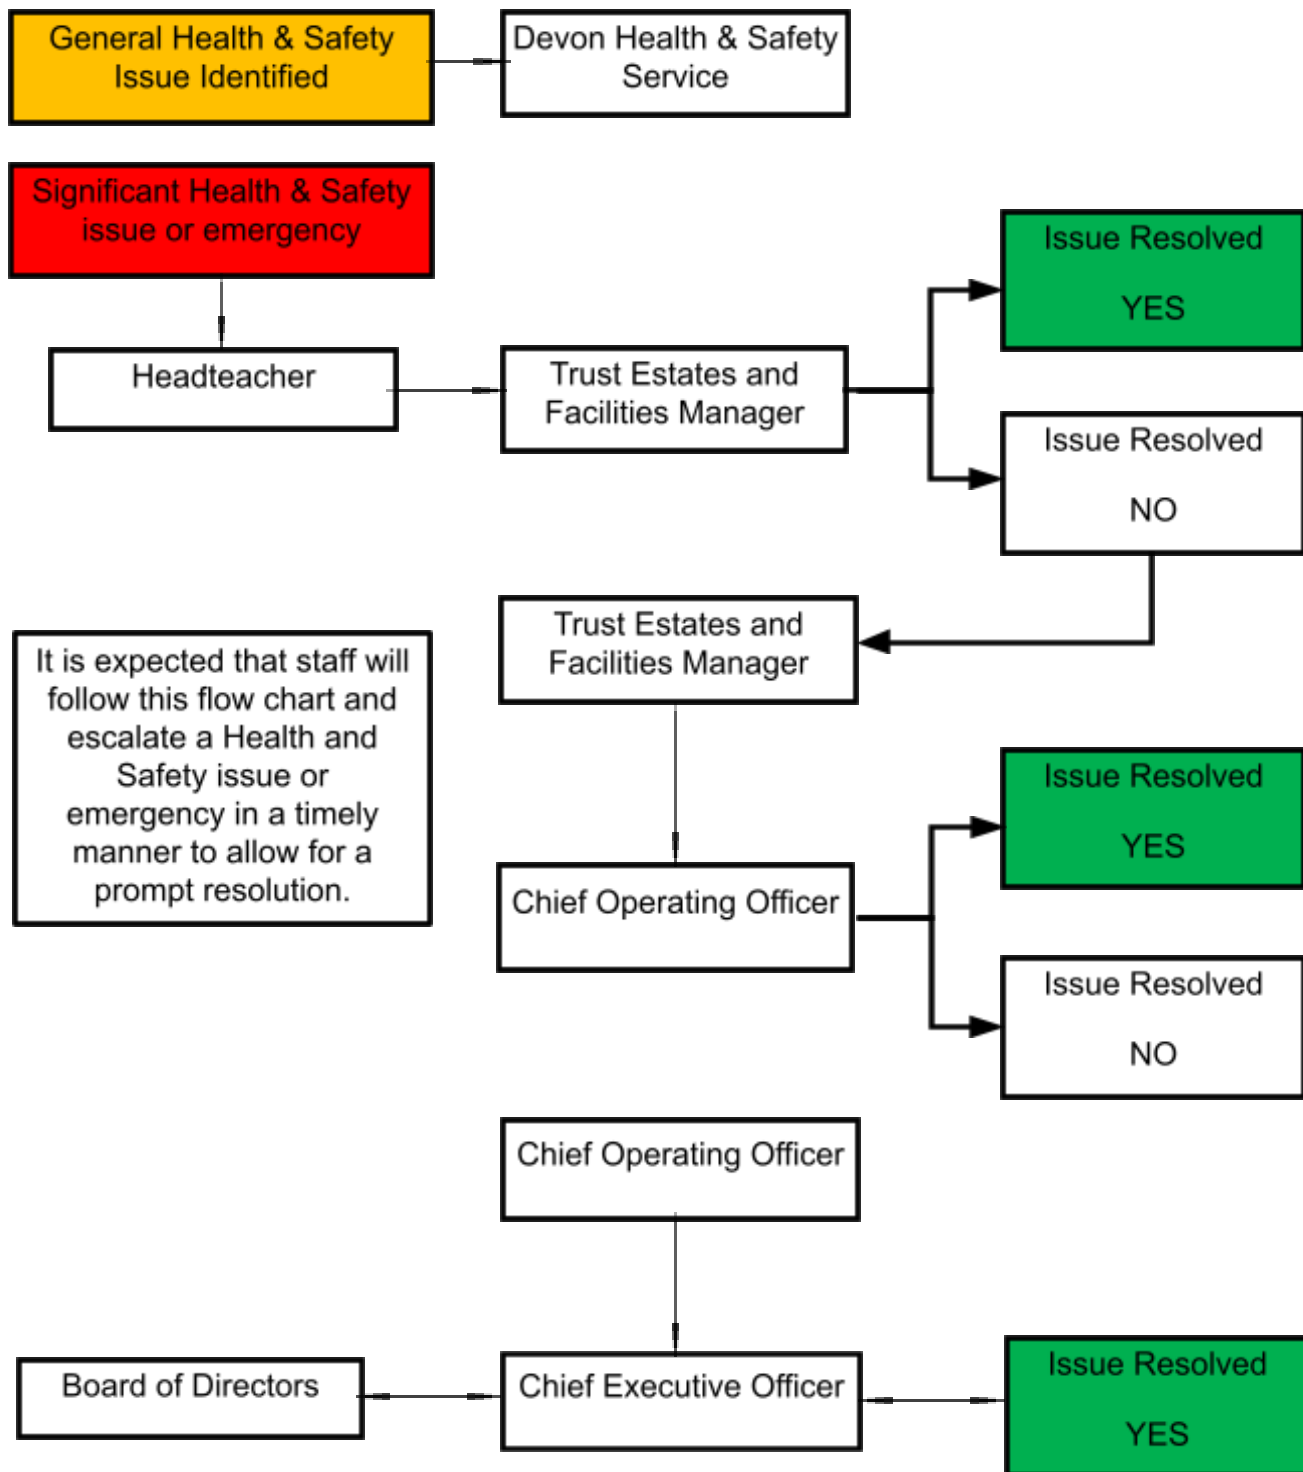 General Health & Safety
Issue Identified
Devon Health & Safety
Service
Significant Health & Safety
issue or emergency
Issue Resolved
YES
Headteacher
Trust Estates and
Facilities Manager
Issue Resolved
NO
Trust Estates and
Facilities Manager
It is expected that staff will
follow this flow chart and
escalate a Health and
Safety issue or
emergency in a timely
manner to allow for a
prompt resolution.
Issue Resolved
YES
Chief Operating Officer
Issue Resolved
NO
Chief Operating Officer
Board of Directors
Chief Executive Officer
Issue Resolved
YES